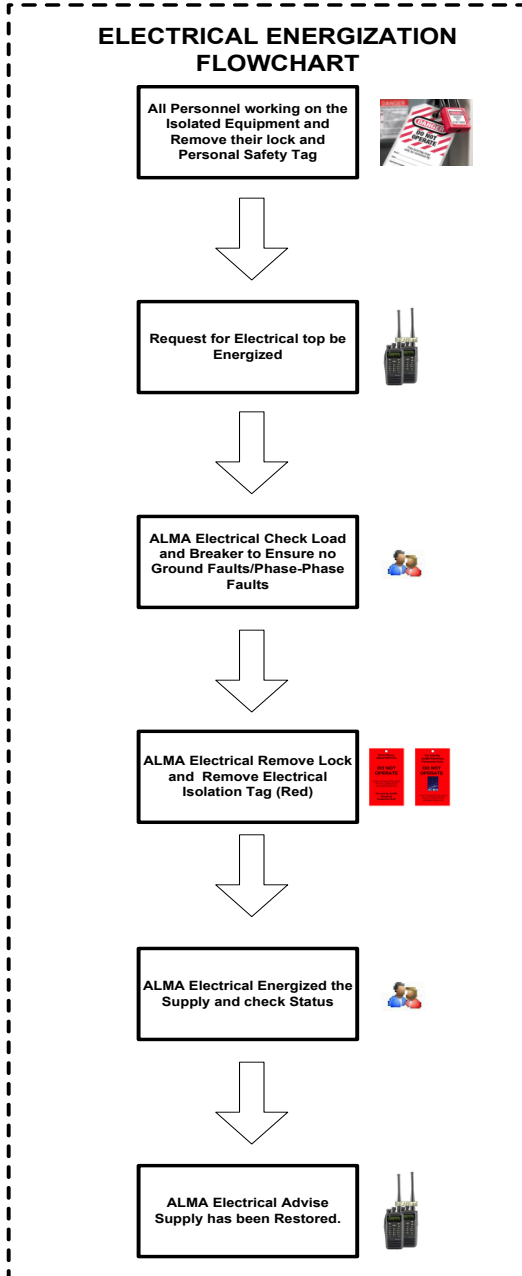 ELECTRICAL ENERGIZATION
FLOWCHART
All Personnel working on the
Isolated Equipment and
Remove their lock and
Personal Safety Tag
DANGER
DANGER
DO NOT
OPERATE
Request for Electrical top be
Energized
ALMA Electrical Check Load
and Breaker to Ensure no
Ground Faults/Phase-Phase
Faults
ALMA Electrical Remove Lock
and Remove Electrical
Isolation Tag (Red)
DO NOT
OPERATE
DO NOT
OPERATE
ALMA Electrical Energized the
Supply and check Status
ALMA Electrical Advise
Supply has been Restored.